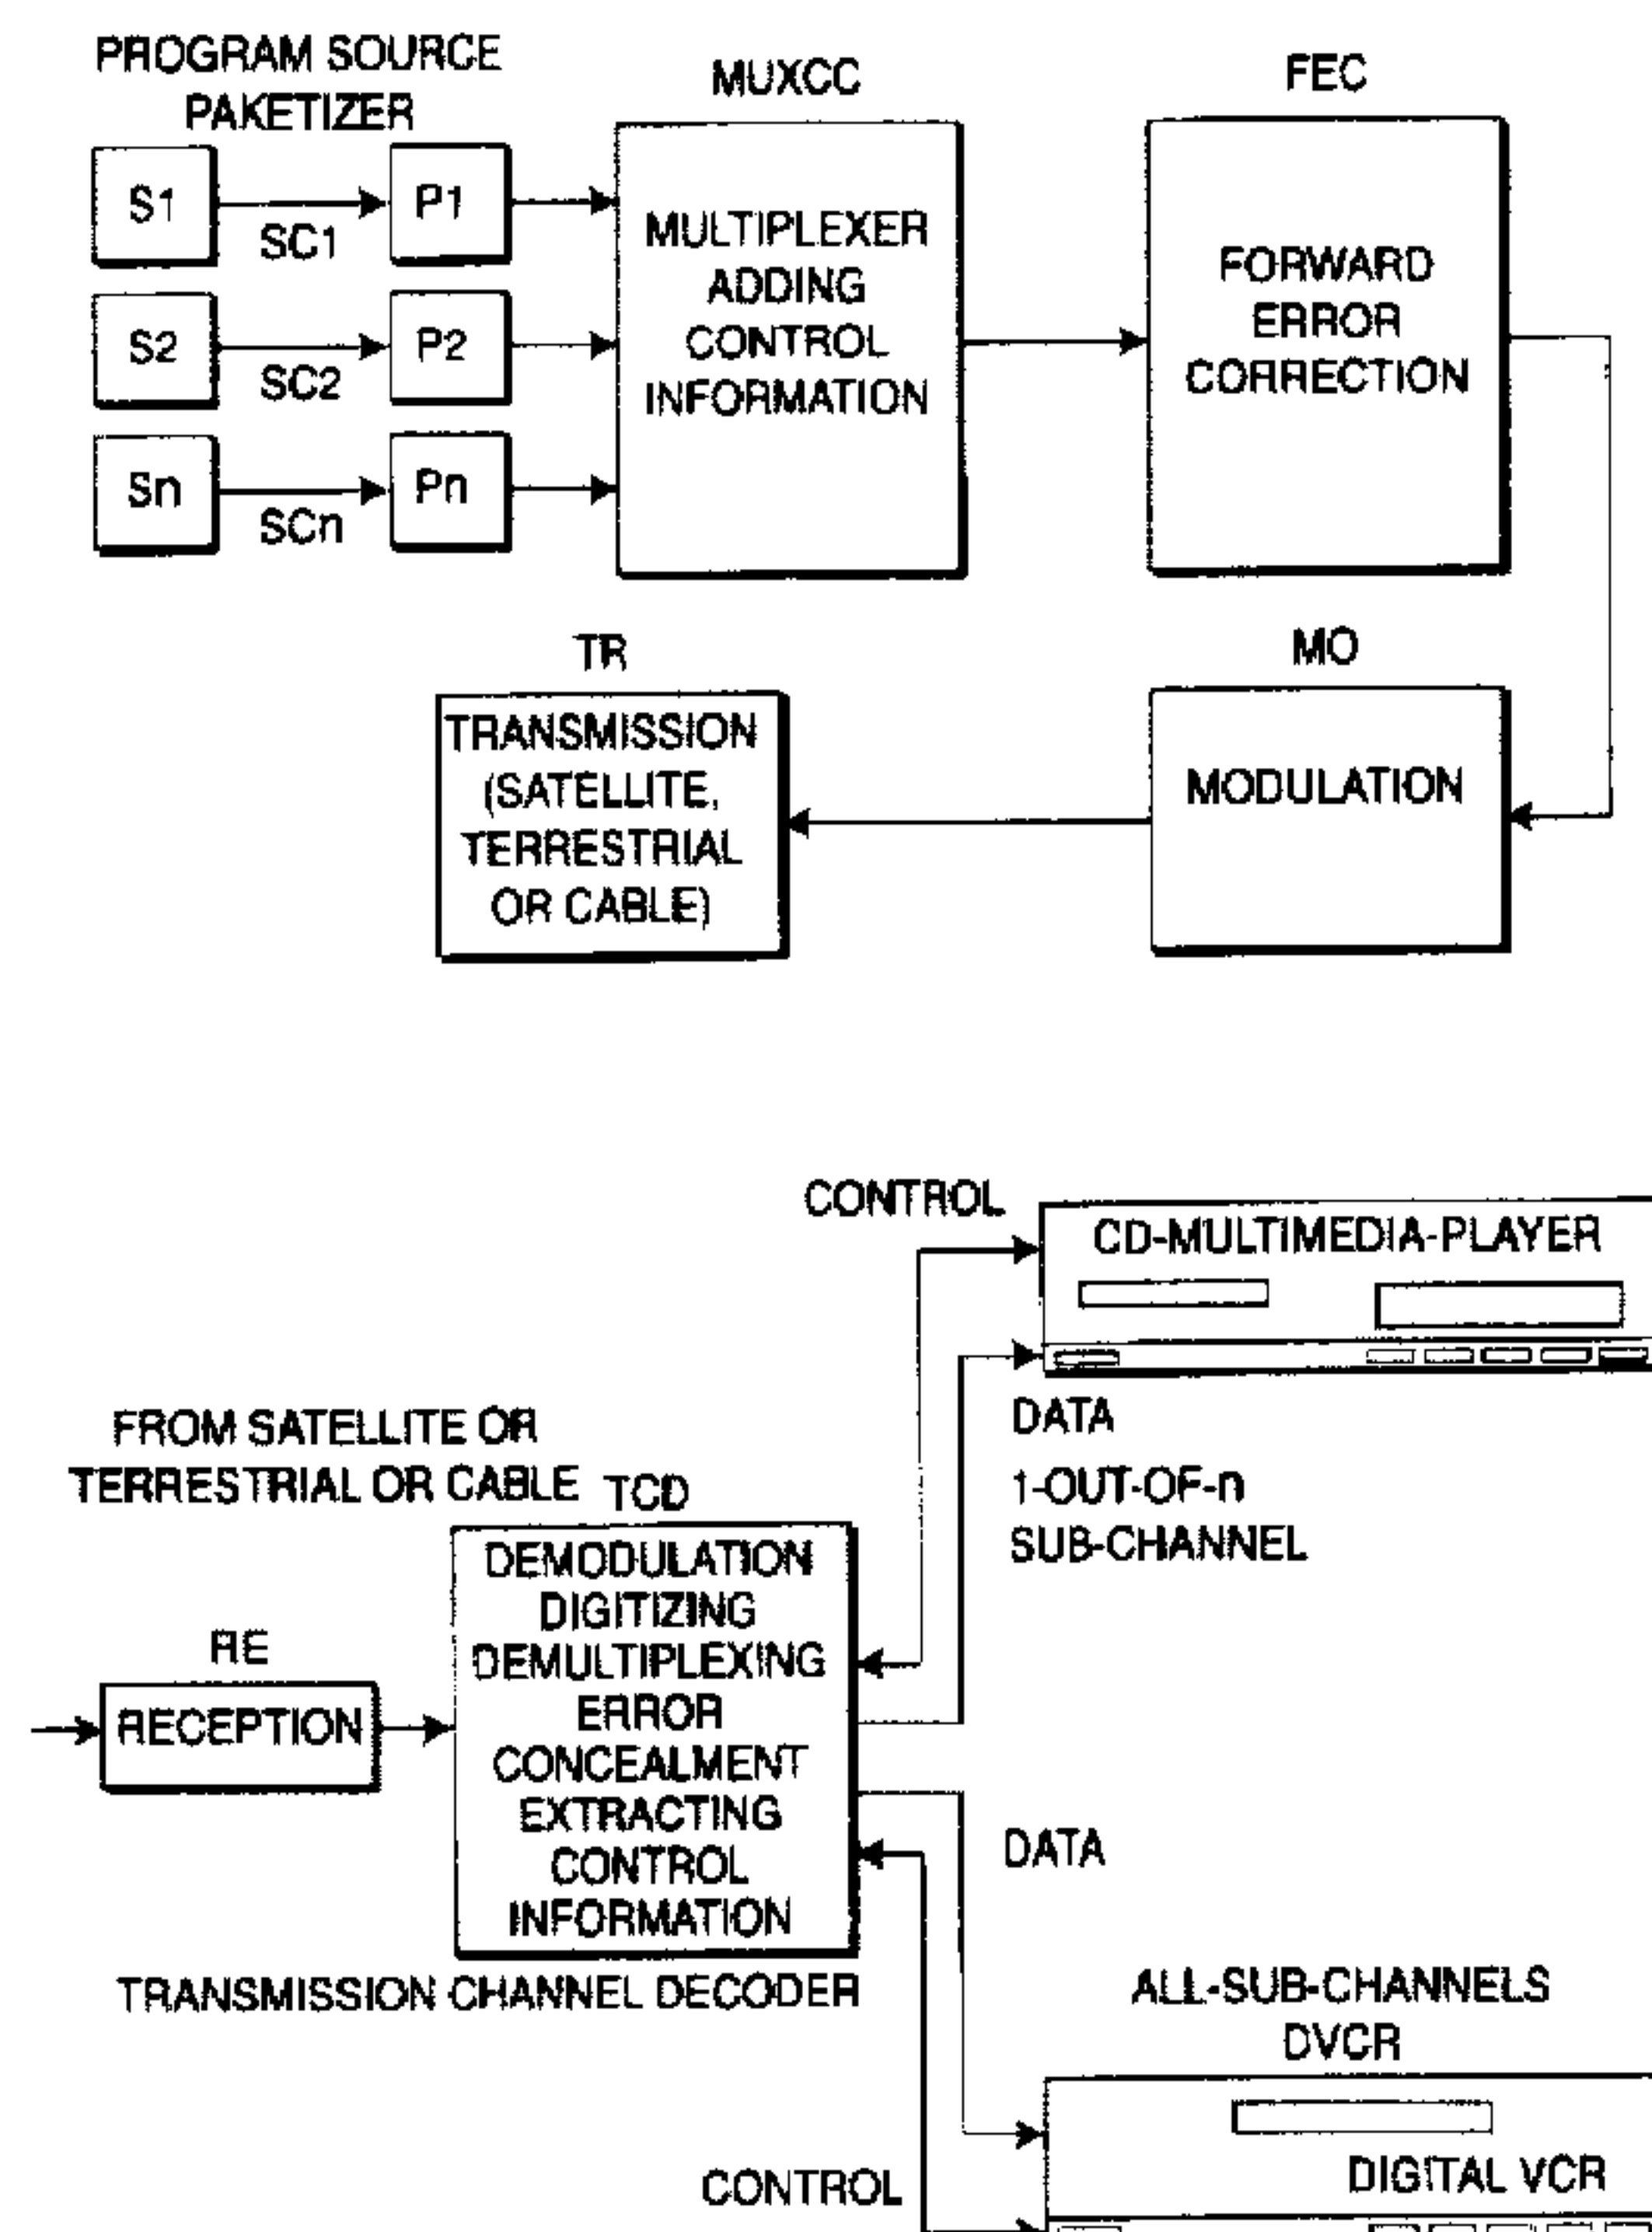 PROGRAM SOURCE
PAKETIZER
MUXCC
FEC
S1
SC1
P1
S2
SC2
P2
Sn
SCn
Pn
MULTIPLEXER
ADDING
CONTROL
INFORMATION
FORWARD
ERROR
CORRECTION
TR
MO
TRANSMISSION
(SATELLITE,
TERRESTRIAL
OR CABLE)
MODULATION
CONTROL
CD-MULTIMEDIA-PLAYER
DATA
1-OUT-OF-n
SUB-CHANNEL
FROM SATELLITE OR
TERRESTRIAL OR CABLE
TCD
RE
RECEPTION
DEMODULATION
DIGITIZING
DEMULTIPLEXING
ERROR
CONCEALMENT
EXTRACTING
CONTROL
INFORMATION
TRANSMISSION CHANNEL DECODER
DATA
ALL-SUB-CHANNELS
DVCR
DIGITAL VCR
CONTROL